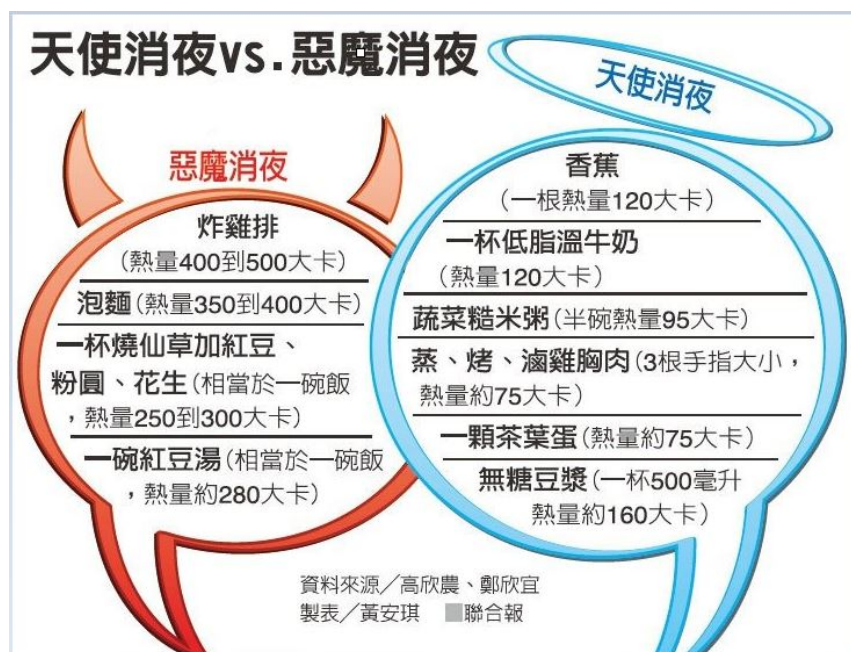 天使消夜vs.惡魔消夜
惡魔消夜
炸雞排
(熱量400到500大卡)
泡麵(熱量350到400大卡)
一杯燒仙草加紅豆、
粉圓、花生(相當於一碗飯
，熱量250到300大卡)
一碗紅豆湯(相當於一碗飯
，熱量約280大卡)
天使消夜
香蕉
(一根熱量120大卡)
一杯低脂溫牛奶
(熱量120大卡)
蔬菜糙米粥(半碗熱量95大卡)
蒸、烤、滷雞胸肉(3根手指大小，
熱量約75大卡)
一顆茶葉蛋(熱量約75大卡)
無糖豆漿(一杯500毫升
熱量約160大卡)
資料來源／高欣農、鄭欣宜
製表／黃安琪 ■聯合報